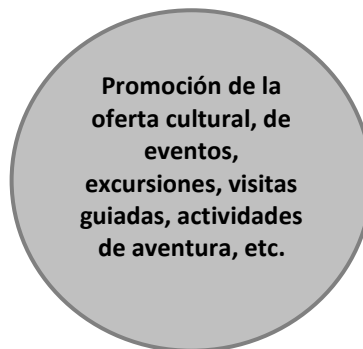 Promoción de la
oferta cultural, de
eventos,
excursiones, visitas
guiadas, actividades
de aventura, etc.